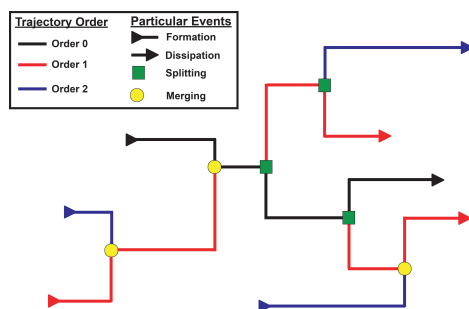 Trajectory Order
Order 0
Order 1
Order 2
Particular Events
Formation
Dissipation
Splitting
Merging